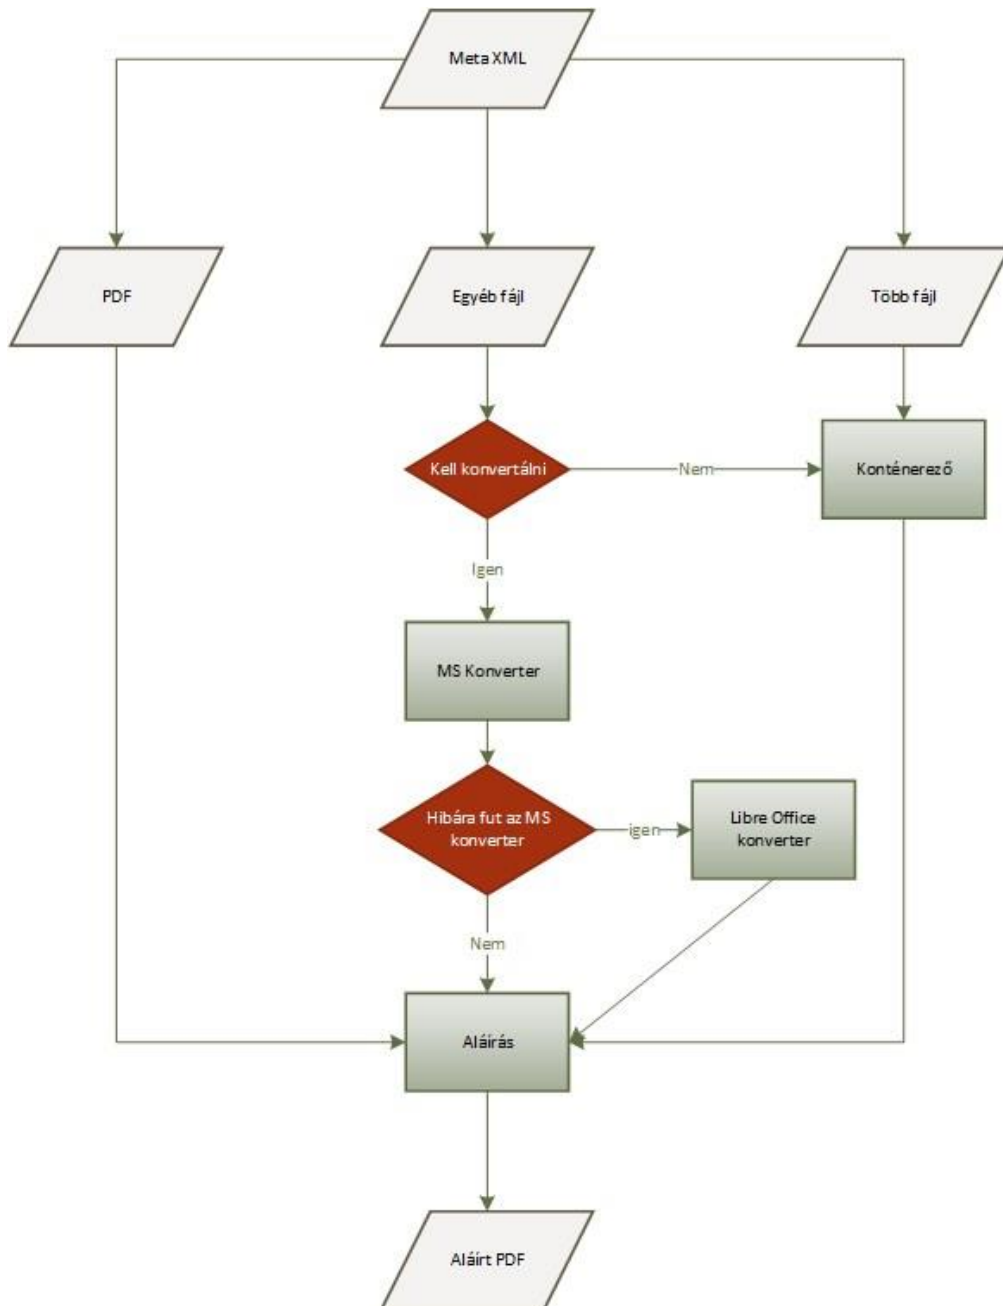 Meta XML
PDF
Egyéb fájl
Több fájl
Kell konvertálni
Nem
Konténerező
Igen
MS Konverter
Hibára fut az MS
konverter
igen
Libre Office
konverter
Nem
Aláírás
Aláírt PDF